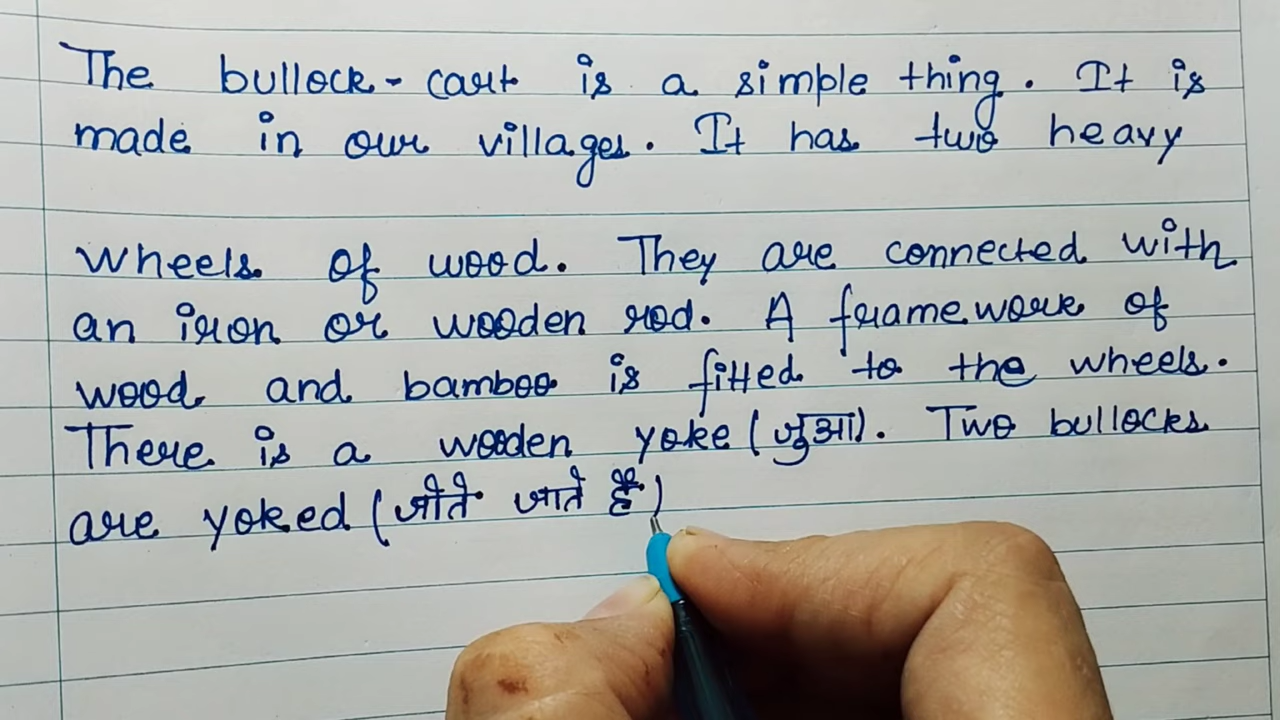 The bullock-cart is a simple thing. It is
made in our villages. It has two heavy
wheels of wood. They are connected with
an iron or wooden rod. A framework of
wood and bamboo is fitted to the wheels.
There is a wooden yoke (जुआ). Two bullocks
are yoked (जोते जाते हैं)